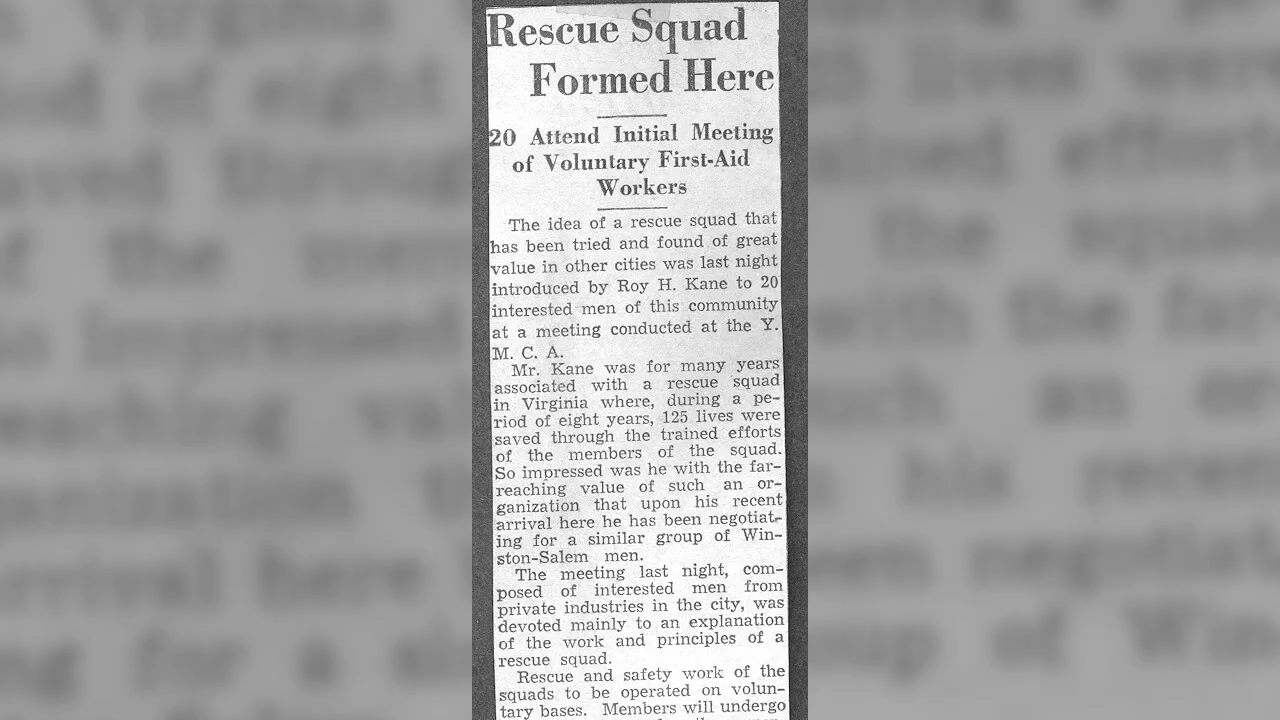 Rescue Squad
Formed Here
20 Attend Initial Meeting
of Voluntary First-Aid
Workers
The idea of a rescue squad that
has been tried and found of great
value in other cities was last night
introduced by Roy H. Kane to 20
interested men of this community
at a meeting conducted at the Y.
M. C. A.
Mr. Kane was for many years
associated with a rescue squad
in Virginia where, during a pe-
riod of eight years, 125 lives were
saved through the trained efforts
of the members of the squad.
So impressed was he with the far-
reaching value of such an or-
ganization that upon his recent
arrival here he has been negotiat-
ing for a similar group of Win-
ston-Salem men.
The meeting last night, com-
posed of interested men from
private industries in the city, was
devoted mainly to an explanation
of the work and principles of a
rescue squad.
Rescue and safety work of the
squads to be operated on volun-
tary bases. Members will undergo